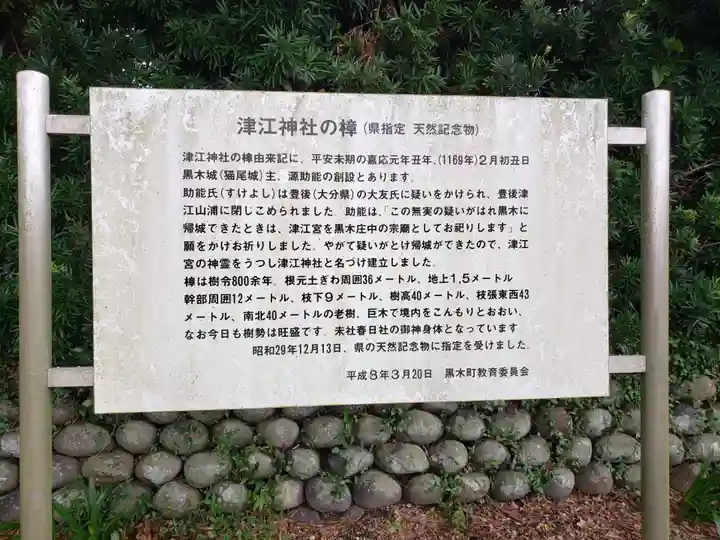 津江神社の樟(県指定 天然記念物)
津江神社の樟由来記に、平安末期の嘉応元年丑年、(1169年)2月初丑日
黒木城(猫尾城)主、源助能の創設とあります。
助能氏(すけよし)は豊後(大分県)の大友氏に疑いをかけられ、豊後津
江山浦に閉じこめられました。助能は、「この無実の疑いがはれ黒木に
帰城できたときは、津江宮を黒木庄中の宗廟としてお祀りします」と
願をかけお祈りしました。やがて疑いがとけ帰城ができたので、津江
宮の神霊をうつし津江神社と名づけ建立しました。
樟は樹令800余年。根元土ぎわ周囲36メートル、地上1,5メートル
幹部周囲12メートル、枝下9メートル、樹高40メートル、枝張東西43
メートル、南北40メートルの老樹、巨木で境内をこんもりとおおい、
なお今日も樹勢は旺盛です。末社春日社の御神身体となっています
昭和29年12月13日、県の天然記念物に指定を受けました。
平成8年3月20日 黒木町教育委員会